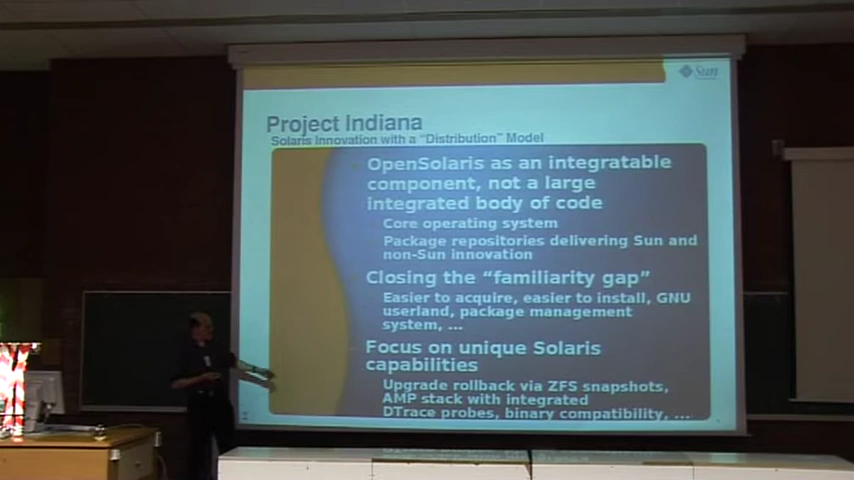 Sun
Project Indiana
Solaris Innovation with a “Distribution” Model
OpenSolaris as an integratable
component, not a large
integrated body of code
Core operating system
Package repositories delivering Sun and
non-Sun innovation
Closing the “familiarity gap”
Easier to acquire, easier to install, GNU
userland, package management
system, ...
Focus on unique Solaris
capabilities
Upgrade rollback via ZFS snapshots,
AMP stack with integrated
DTrace probes, binary compatibility, ...